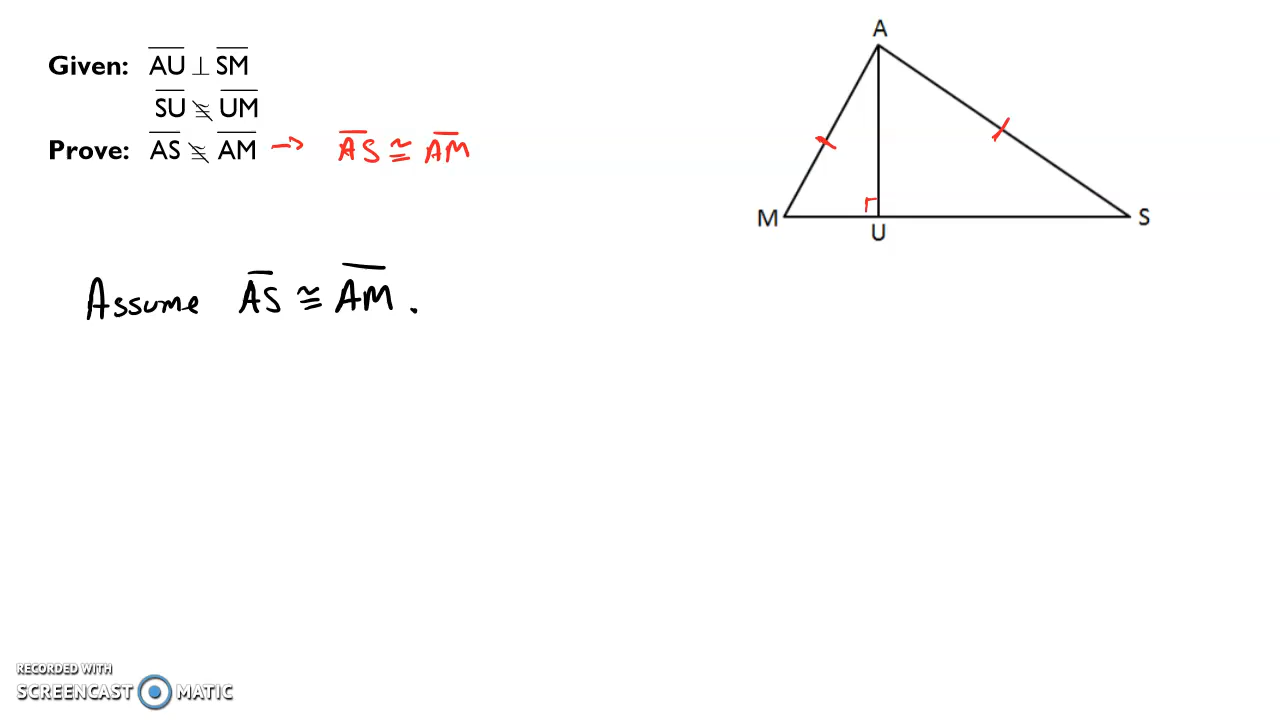 Given: AU ⊥ SM
SU ≇ UM
Prove: AS ≇ AM → AS ≅ AM
Assume AS ≅ AM.
A
M
U
S
RECORDED WITH
SCREENCAST MATIC